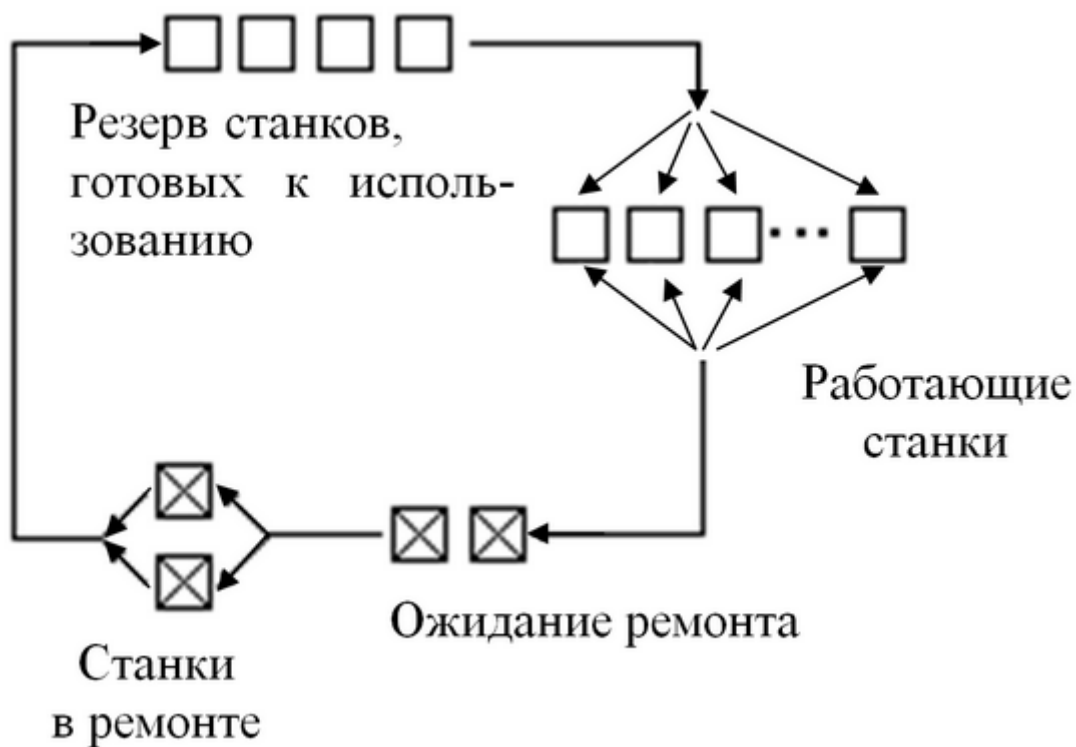 Резерв станков,
готовых к исполь-
зованию
Работающие
станки
Ожидание ремонта
Станки
в ремонте